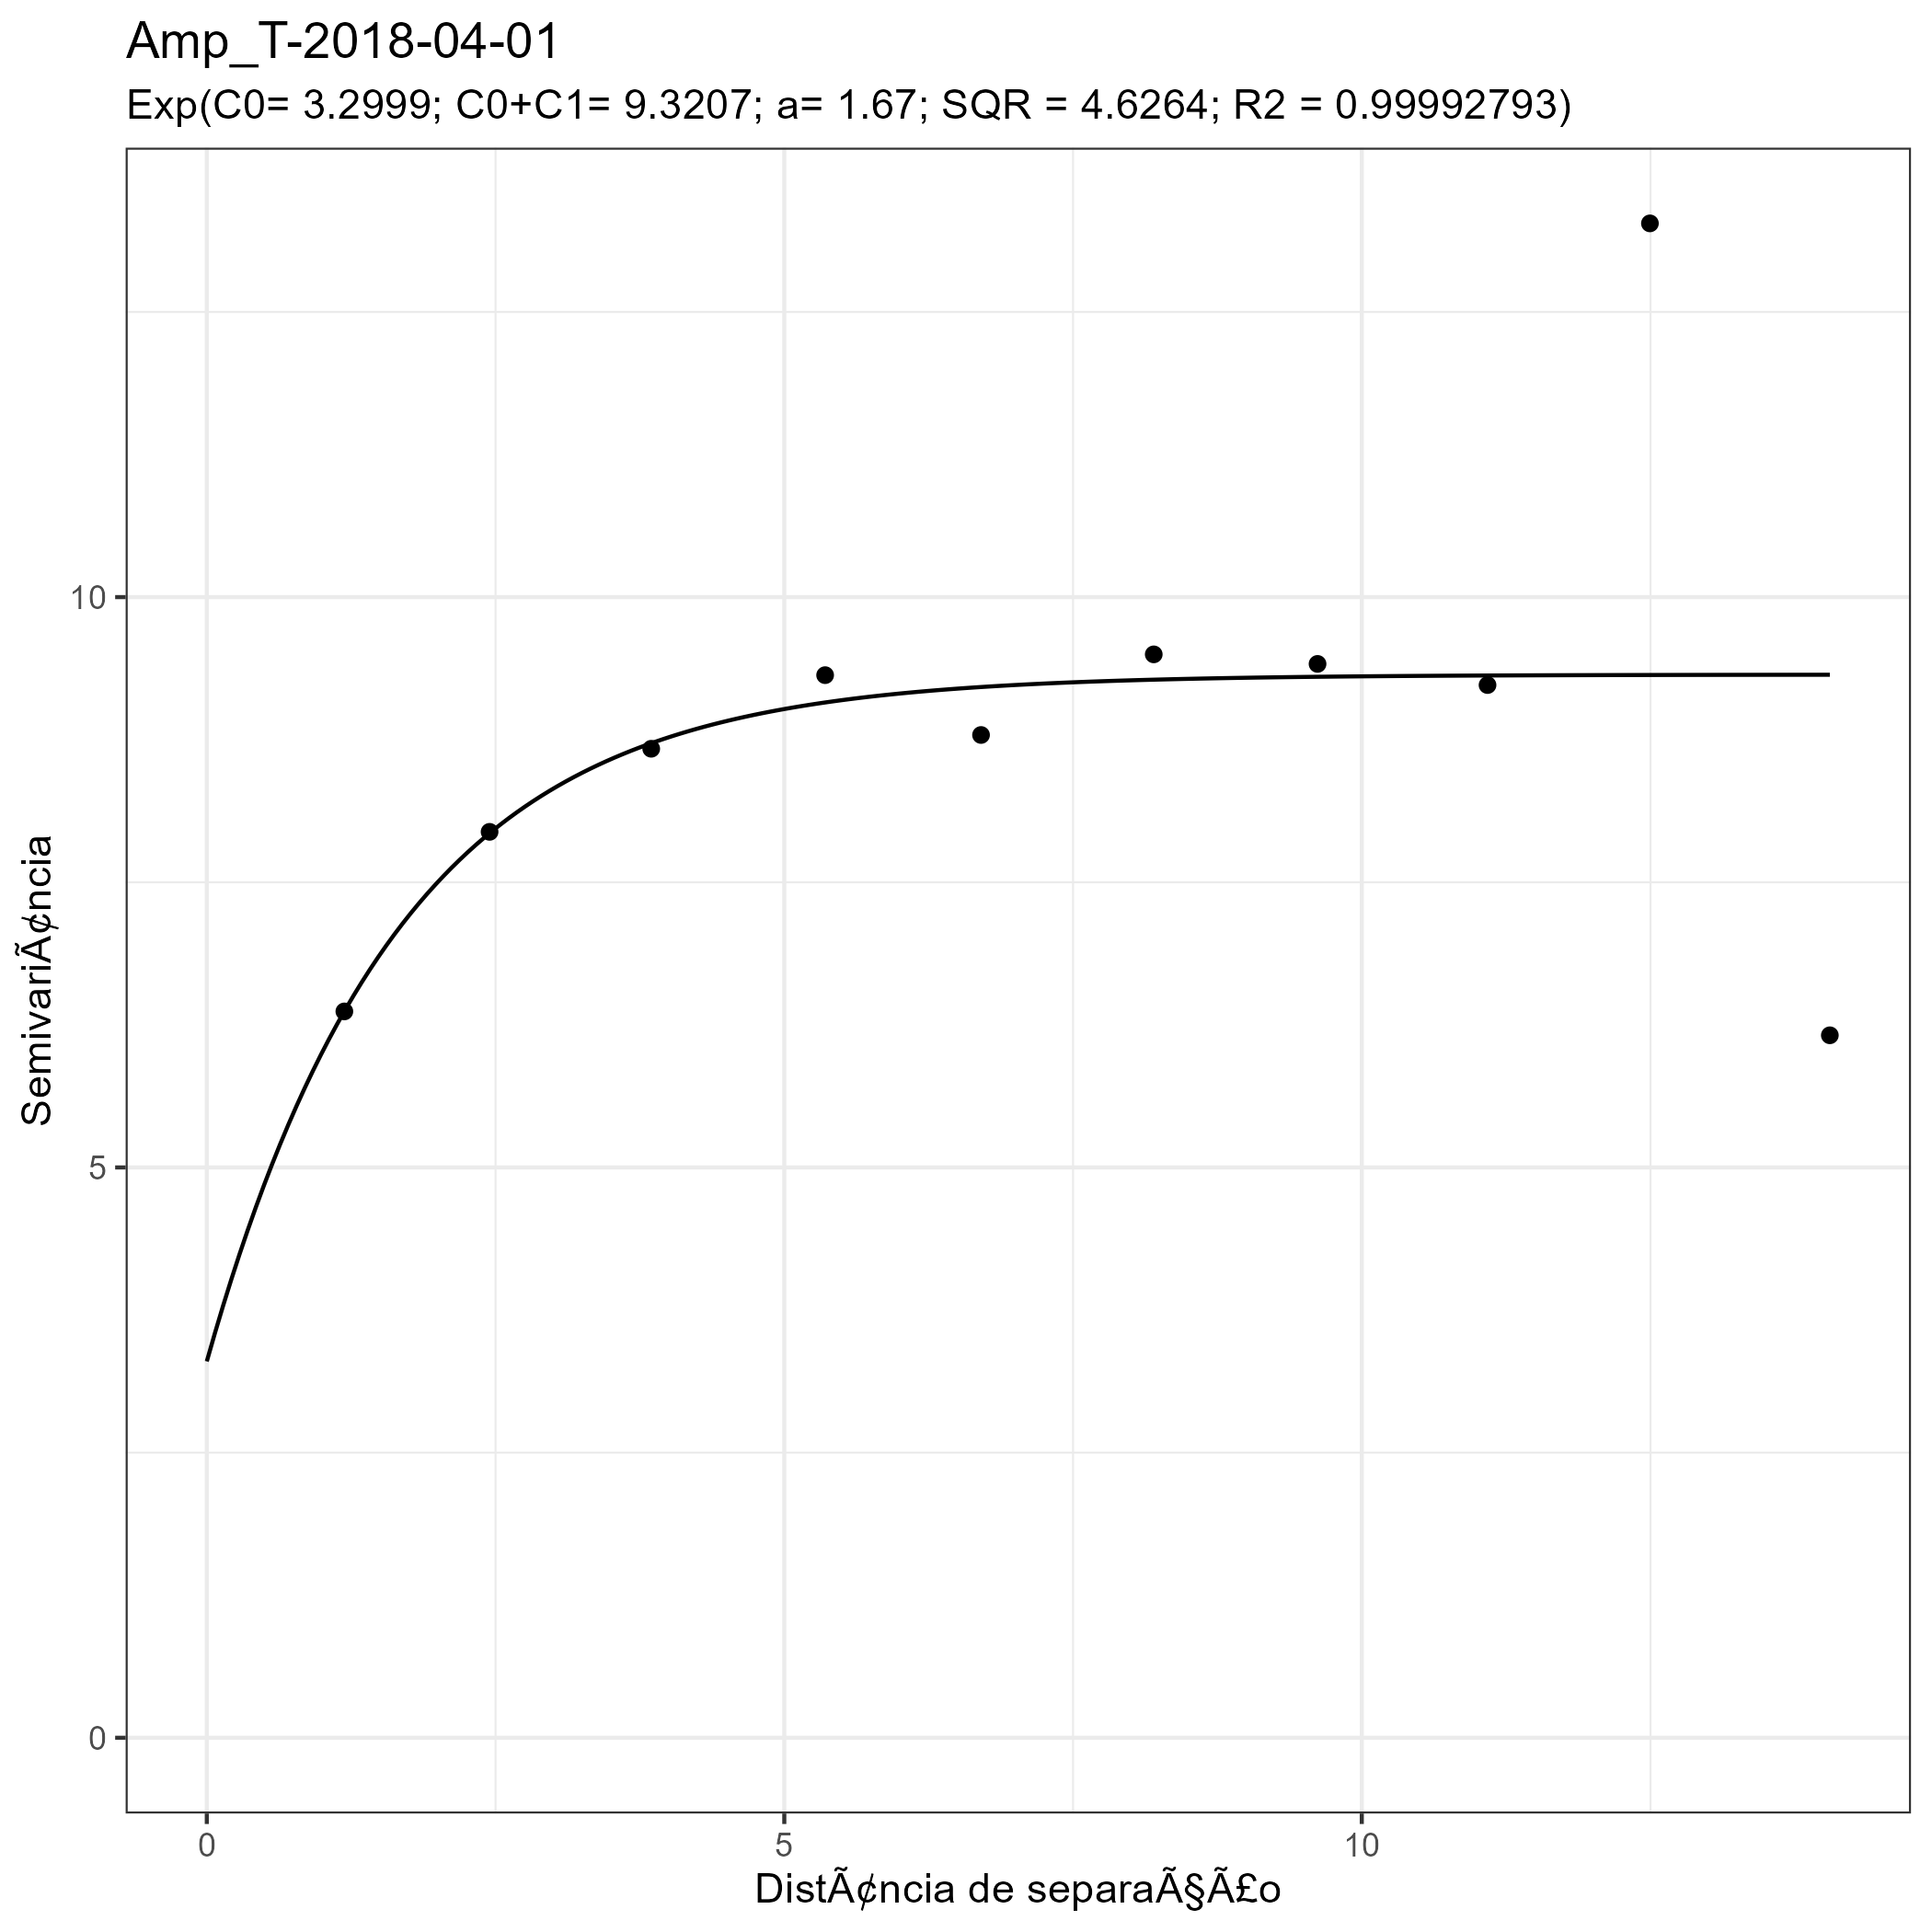 Amp_T-2018-04-01
Exp(C0= 3.2999; C0+C1= 9.3207; a= 1.67; SQR = 4.6264; R2 = 0.99992793)
10
5
0
SemivariÃ¢ncia
0 5 10
DistÃ¢ncia de separaÃ§Ã£o